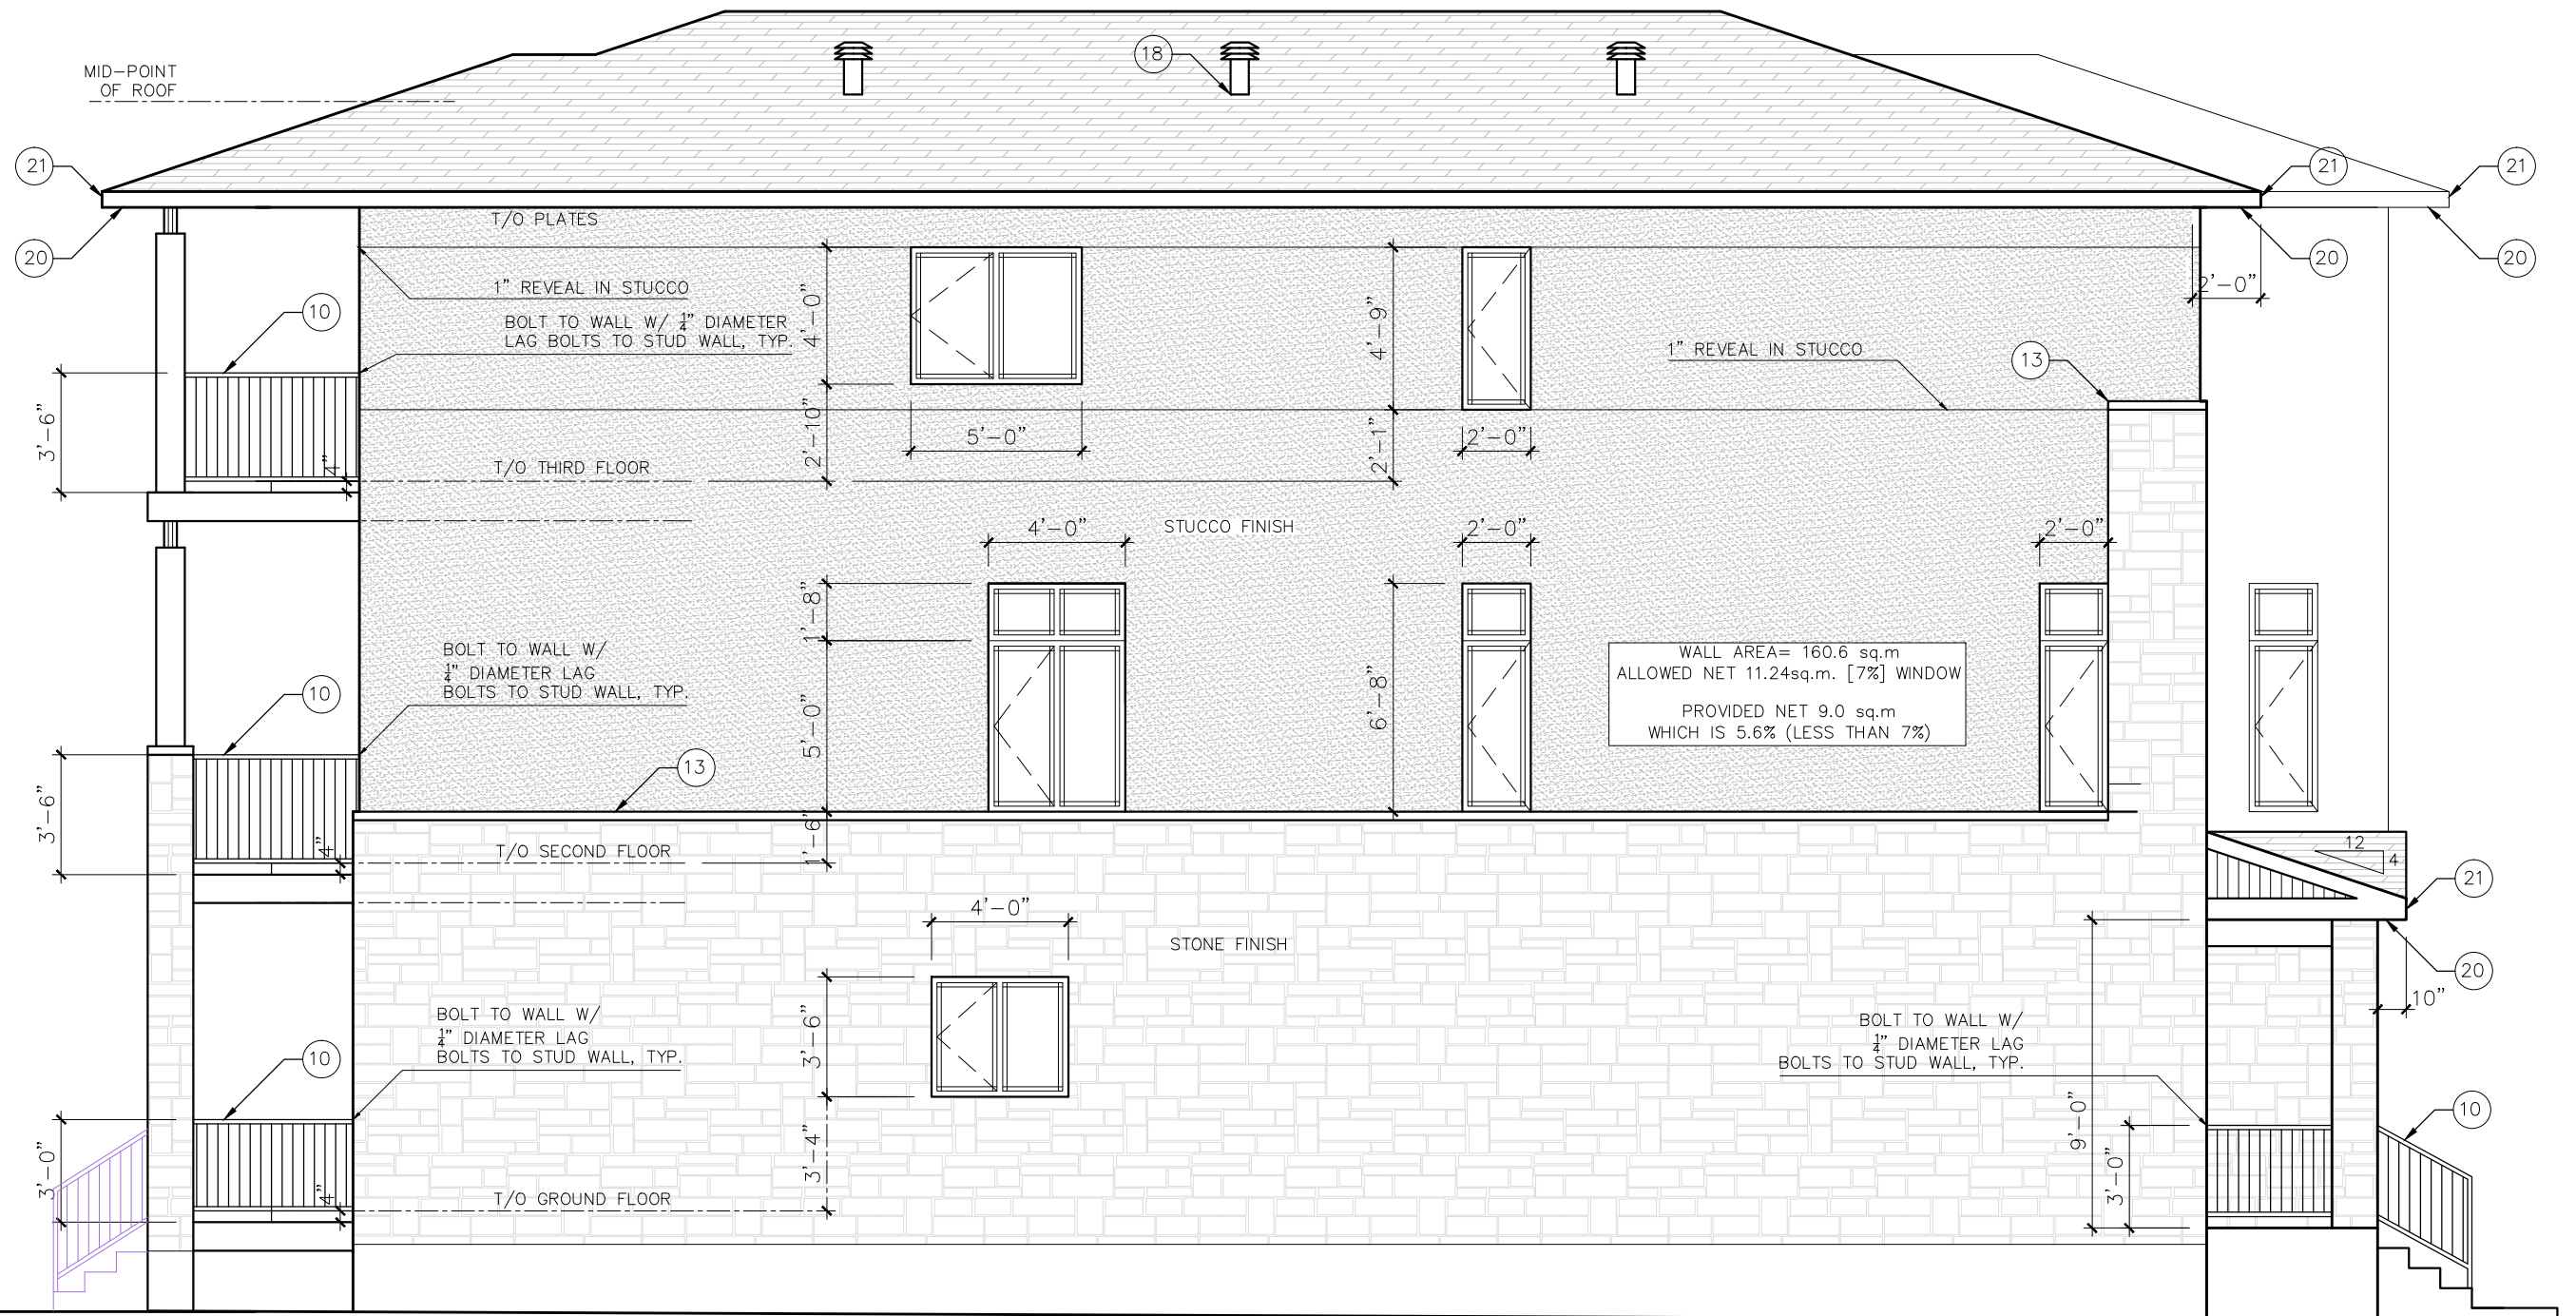 MID-POINT
OF ROOF
18
21
21
21
T/O PLATES
20
20
20
2'-0"
1" REVEAL IN STUCCO
10
BOLT TO WALL W/ 1/4" DIAMETER
LAG BOLTS TO STUD WALL, TYP.
4'-0"
4'-9"
1" REVEAL IN STUCCO
13
3'-6"
2'-10"
5'-0"
2'-1"
2'-0"
4"
T/O THIRD FLOOR
4'-0"
STUCCO FINISH
2'-0"
2'-0"
1'-8"
BOLT TO WALL W/
1/4" DIAMETER LAG
BOLTS TO STUD WALL, TYP.
10
5'-0"
6'-8"
WALL AREA= 160.6 sq.m
ALLOWED NET 11.24sq.m. [7%] WINDOW
PROVIDED NET 9.0 sq.m
WHICH IS 5.6% (LESS THAN 7%)
13
3'-6"
4"
T/O SECOND FLOOR
1'-6"
12
4
21
4'-0"
STONE FINISH
20
10"
BOLT TO WALL W/
1/4" DIAMETER LAG
BOLTS TO STUD WALL, TYP.
3'-6"
BOLT TO WALL W/
1/4" DIAMETER LAG
BOLTS TO STUD WALL, TYP.
10
10
3'-0"
4"
T/O GROUND FLOOR
3'-4"
9'-0"
3'-0"